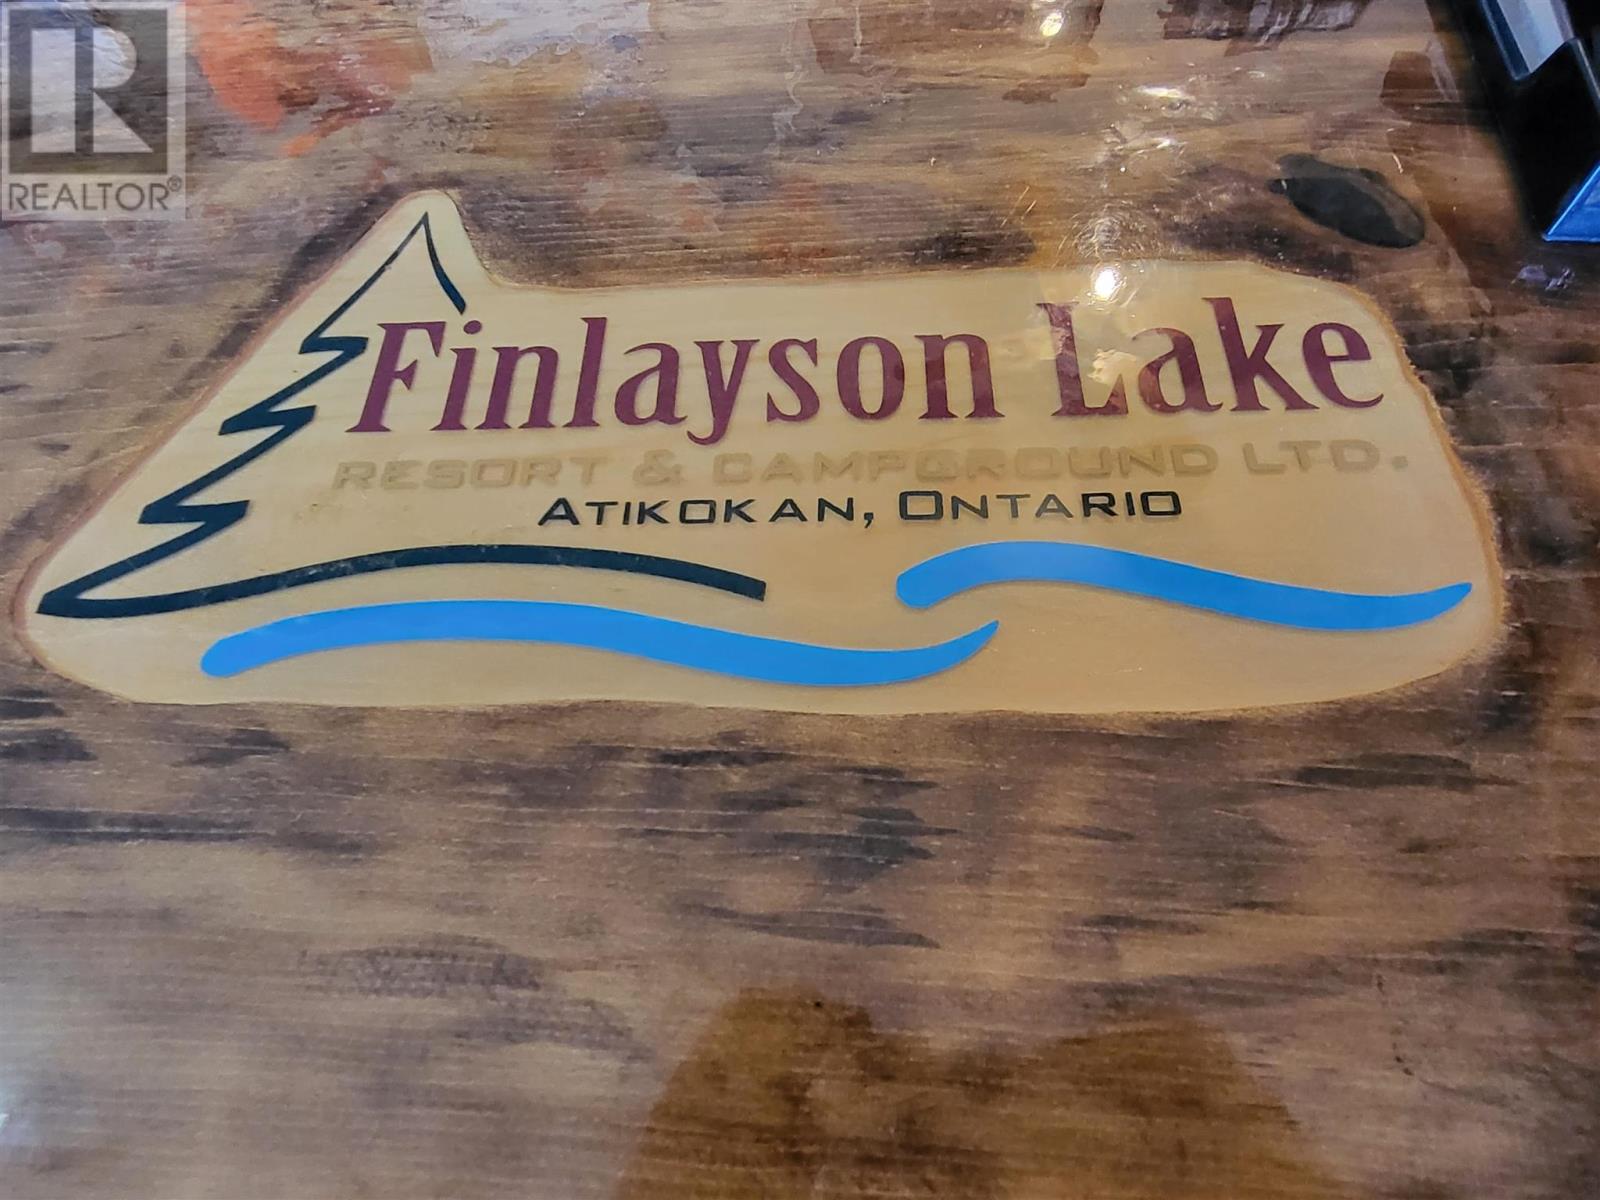 REALTOR®
Finlayson Lake
RESORT & CAMPGROUND LTD.
ATIKOKAN, ONTARIO